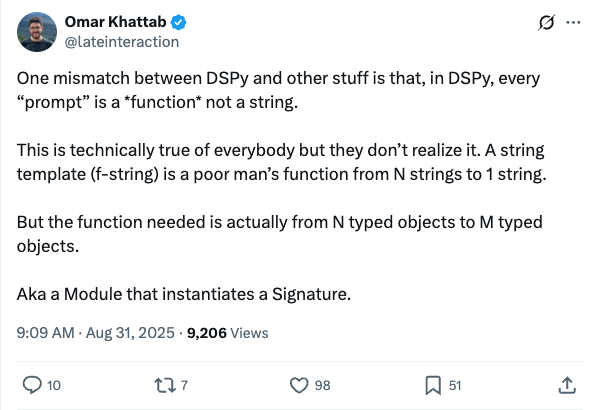 Omar Khattab
@lateinteraction
One mismatch between DSPy and other stuff is that, in DSPy, every
“prompt” is a *function* not a string.
This is technically true of everybody but they don’t realize it. A string
template (f-string) is a poor man’s function from N strings to 1 string.
But the function needed is actually from N typed objects to M typed
objects.
Aka a Module that instantiates a Signature.
9:09 AM · Aug 31, 2025 · 9,206 Views
10 7 98 51